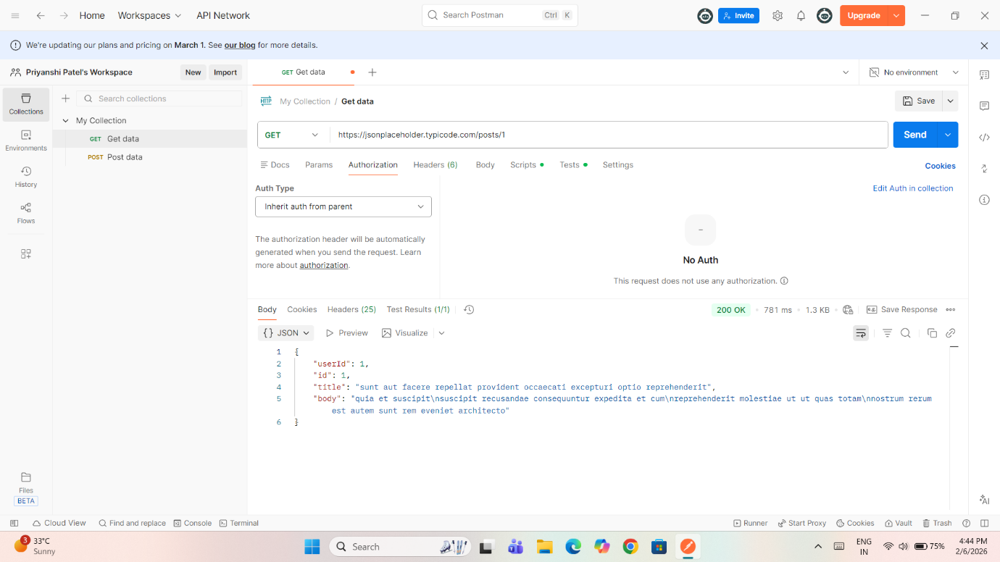 Home Workspaces API Network Search Postman Ctrl K Invite Upgrade
We're updating our plans and pricing on March 1. See our blog for more details.
Priyanshi Patel's Workspace New Import GET Get data No environment
Collections
Search collections
My Collection
GET Get data
POST Post data
Environments
History
Flows
Files
BETA
HTTP My Collection / Get data Save
GET https://jsonplaceholder.typicode.com/posts/1 Send
Docs Params Authorization Headers (6) Body Scripts Tests Settings Cookies
Auth Type
Inherit auth from parent
The authorization header will be automatically
generated when you send the request. Learn
more about authorization.
Edit Auth in collection
No Auth
This request does not use any authorization.
Body Cookies Headers (25) Test Results (1/1) 200 OK • 781 ms • 1.3 KB • e.g. Save Response
{} JSON Preview Visualize
1 {
2 "userId": 1,
3 "id": 1,
4 "title": "sunt aut facere repellat provident occaecati excepturi optio reprehenderit",
5 "body": "quia et suscipit\nsuscipit recusandae consequuntur expedita et cum\nreprehenderit molestiae ut ut quas totam\nnostrum rerum
est autem sunt rem eveniet architecto"
6 }
AI
Cloud View Find and replace Console Terminal Runner Start Proxy Cookies Vault Trash
3 33°C
Sunny
Search
ENG
IN
75%
4:44 PM
2/6/2026